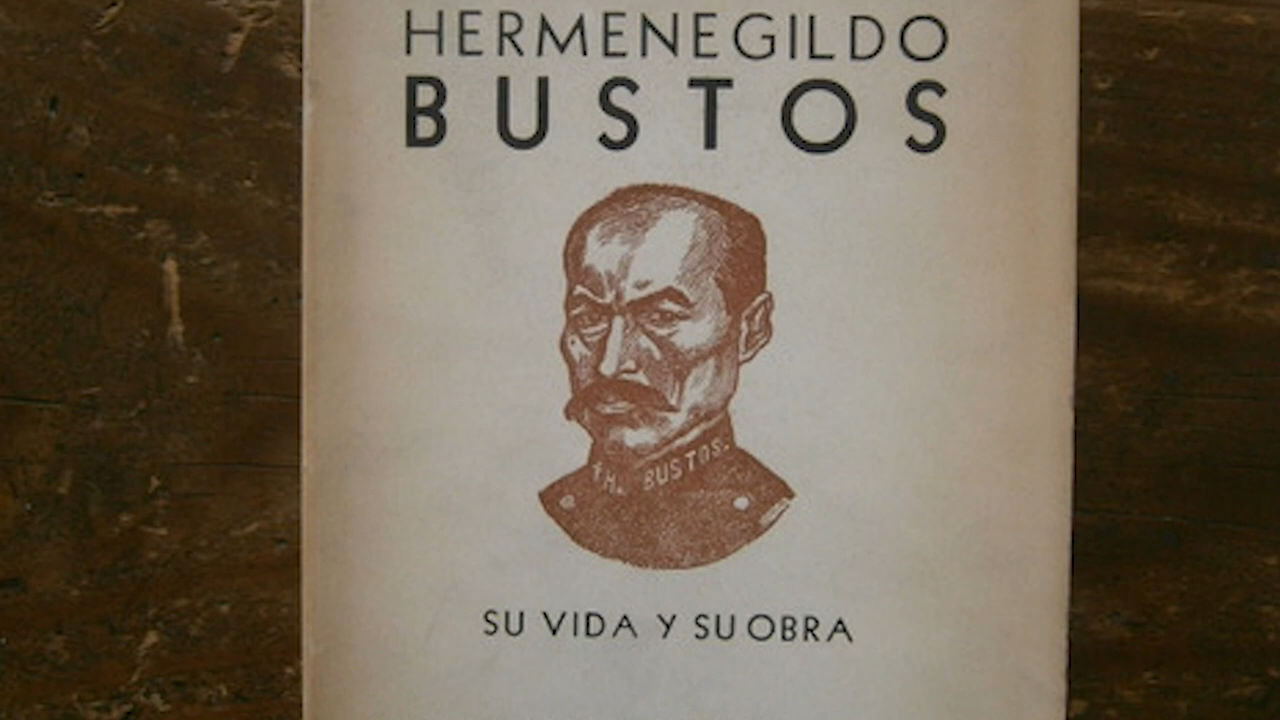 HERMENEGILDO
BUSTOS
H. BUSTOS.
SU VIDA Y SU OBRA